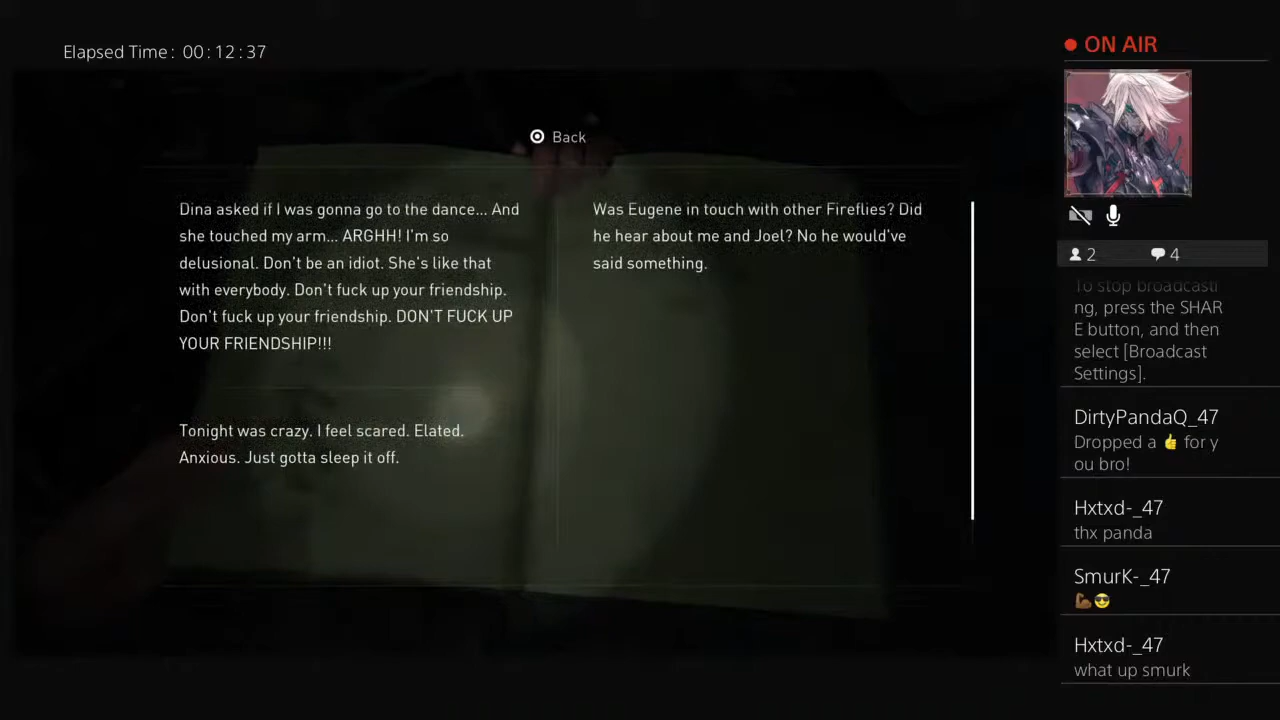 Elapsed Time: 00:12:37
Back
Dina asked if I was gonna go to the dance... And
she touched my arm... ARGHH! I'm so
delusional. Don't be an idiot. She's like that
with everybody. Don't fuck up your friendship.
Don't fuck up your friendship. DON'T FUCK UP
YOUR FRIENDSHIP!!!
Tonight was crazy. I feel scared. Elated.
Anxious. Just gotta sleep it off.
Was Eugene in touch with other Fireflies? Did
he hear about me and Joel? No he would've
said something.
ON AIR
2
4
To stop broadcasti
ng, press the SHAR
E button, and then
select [Broadcast
Settings].
DirtyPandaQ_47
Dropped a 👍 for y
ou bro!
Hxtxd-_47
thx panda
SmurK-_47
💪🏾😎
Hxtxd-_47
what up smurk